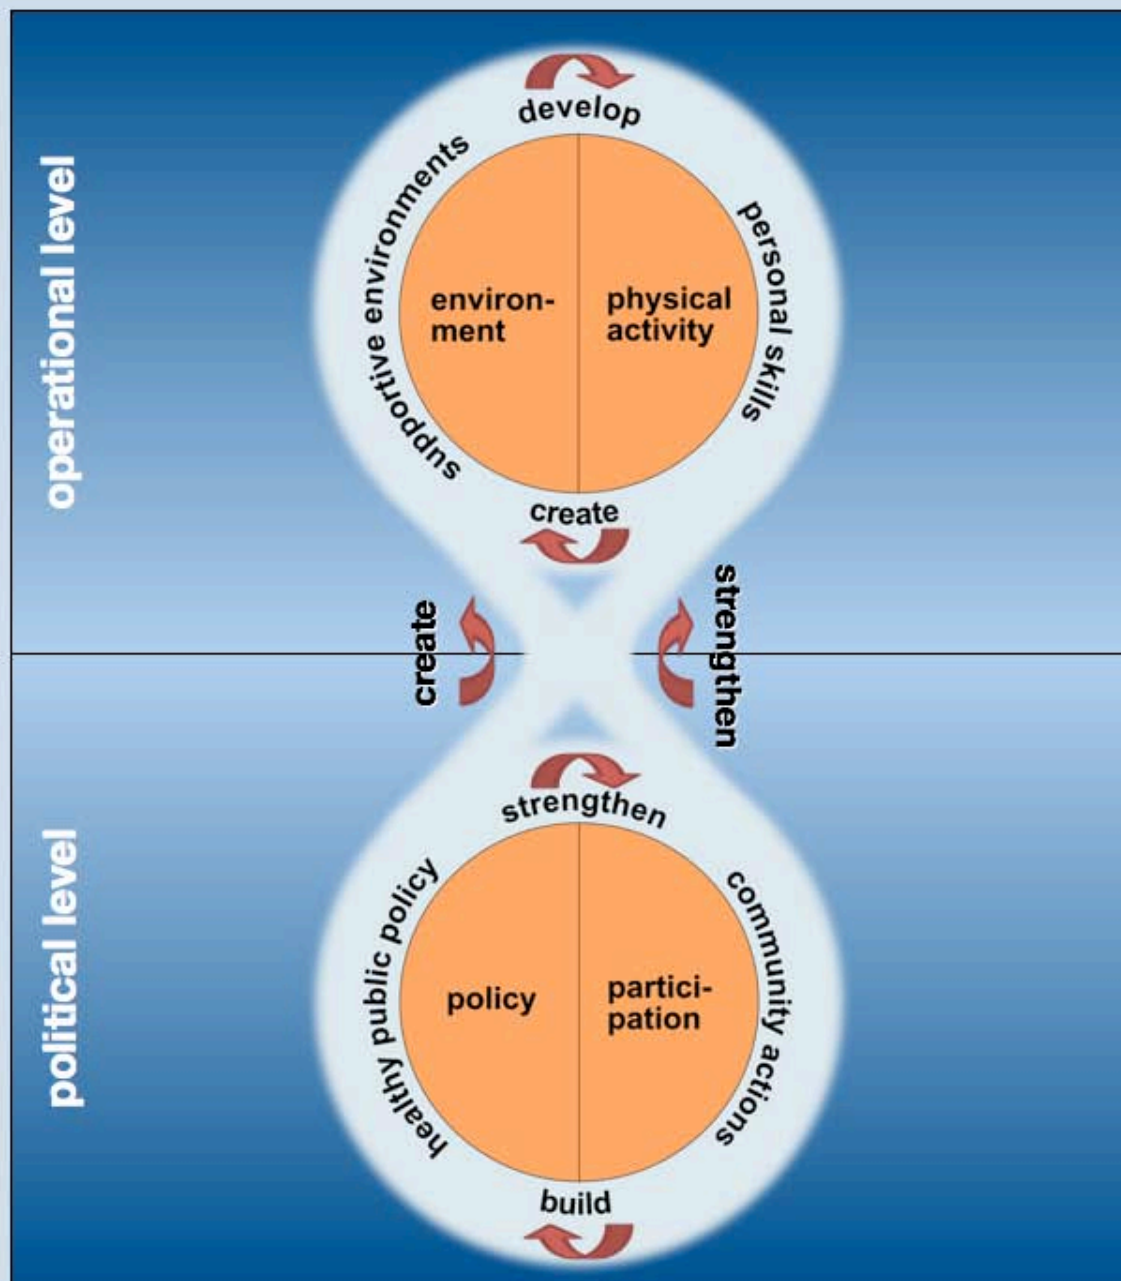 operational level
develop
supportive environments
personal skills
environ-
ment
physical
activity
create
create
strengthen
political level
strengthen
healthy public policy
community actions
policy
partici-
pation
build